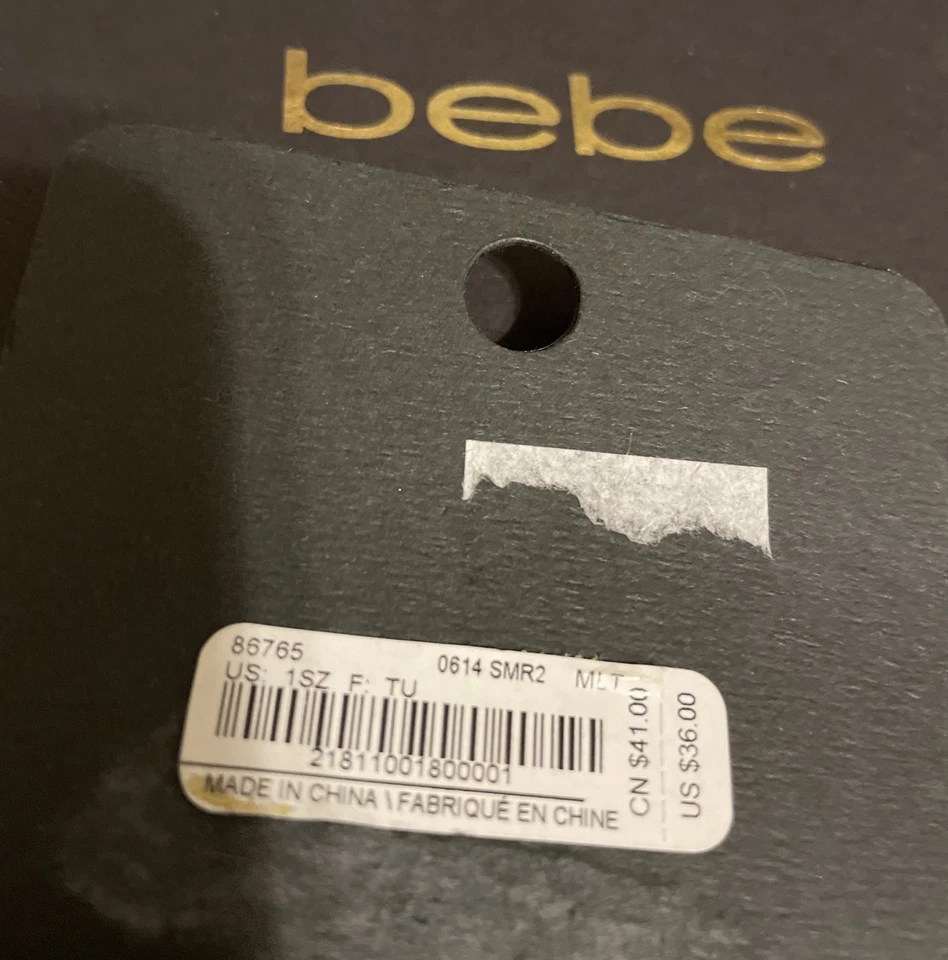 bebe
86765 0614 SMR2 MLT
US: 1SZ F: TU
21811001800001
MADE IN CHINA \ FABRIQUÉ EN CHINE
CN $41.00
US $36.00